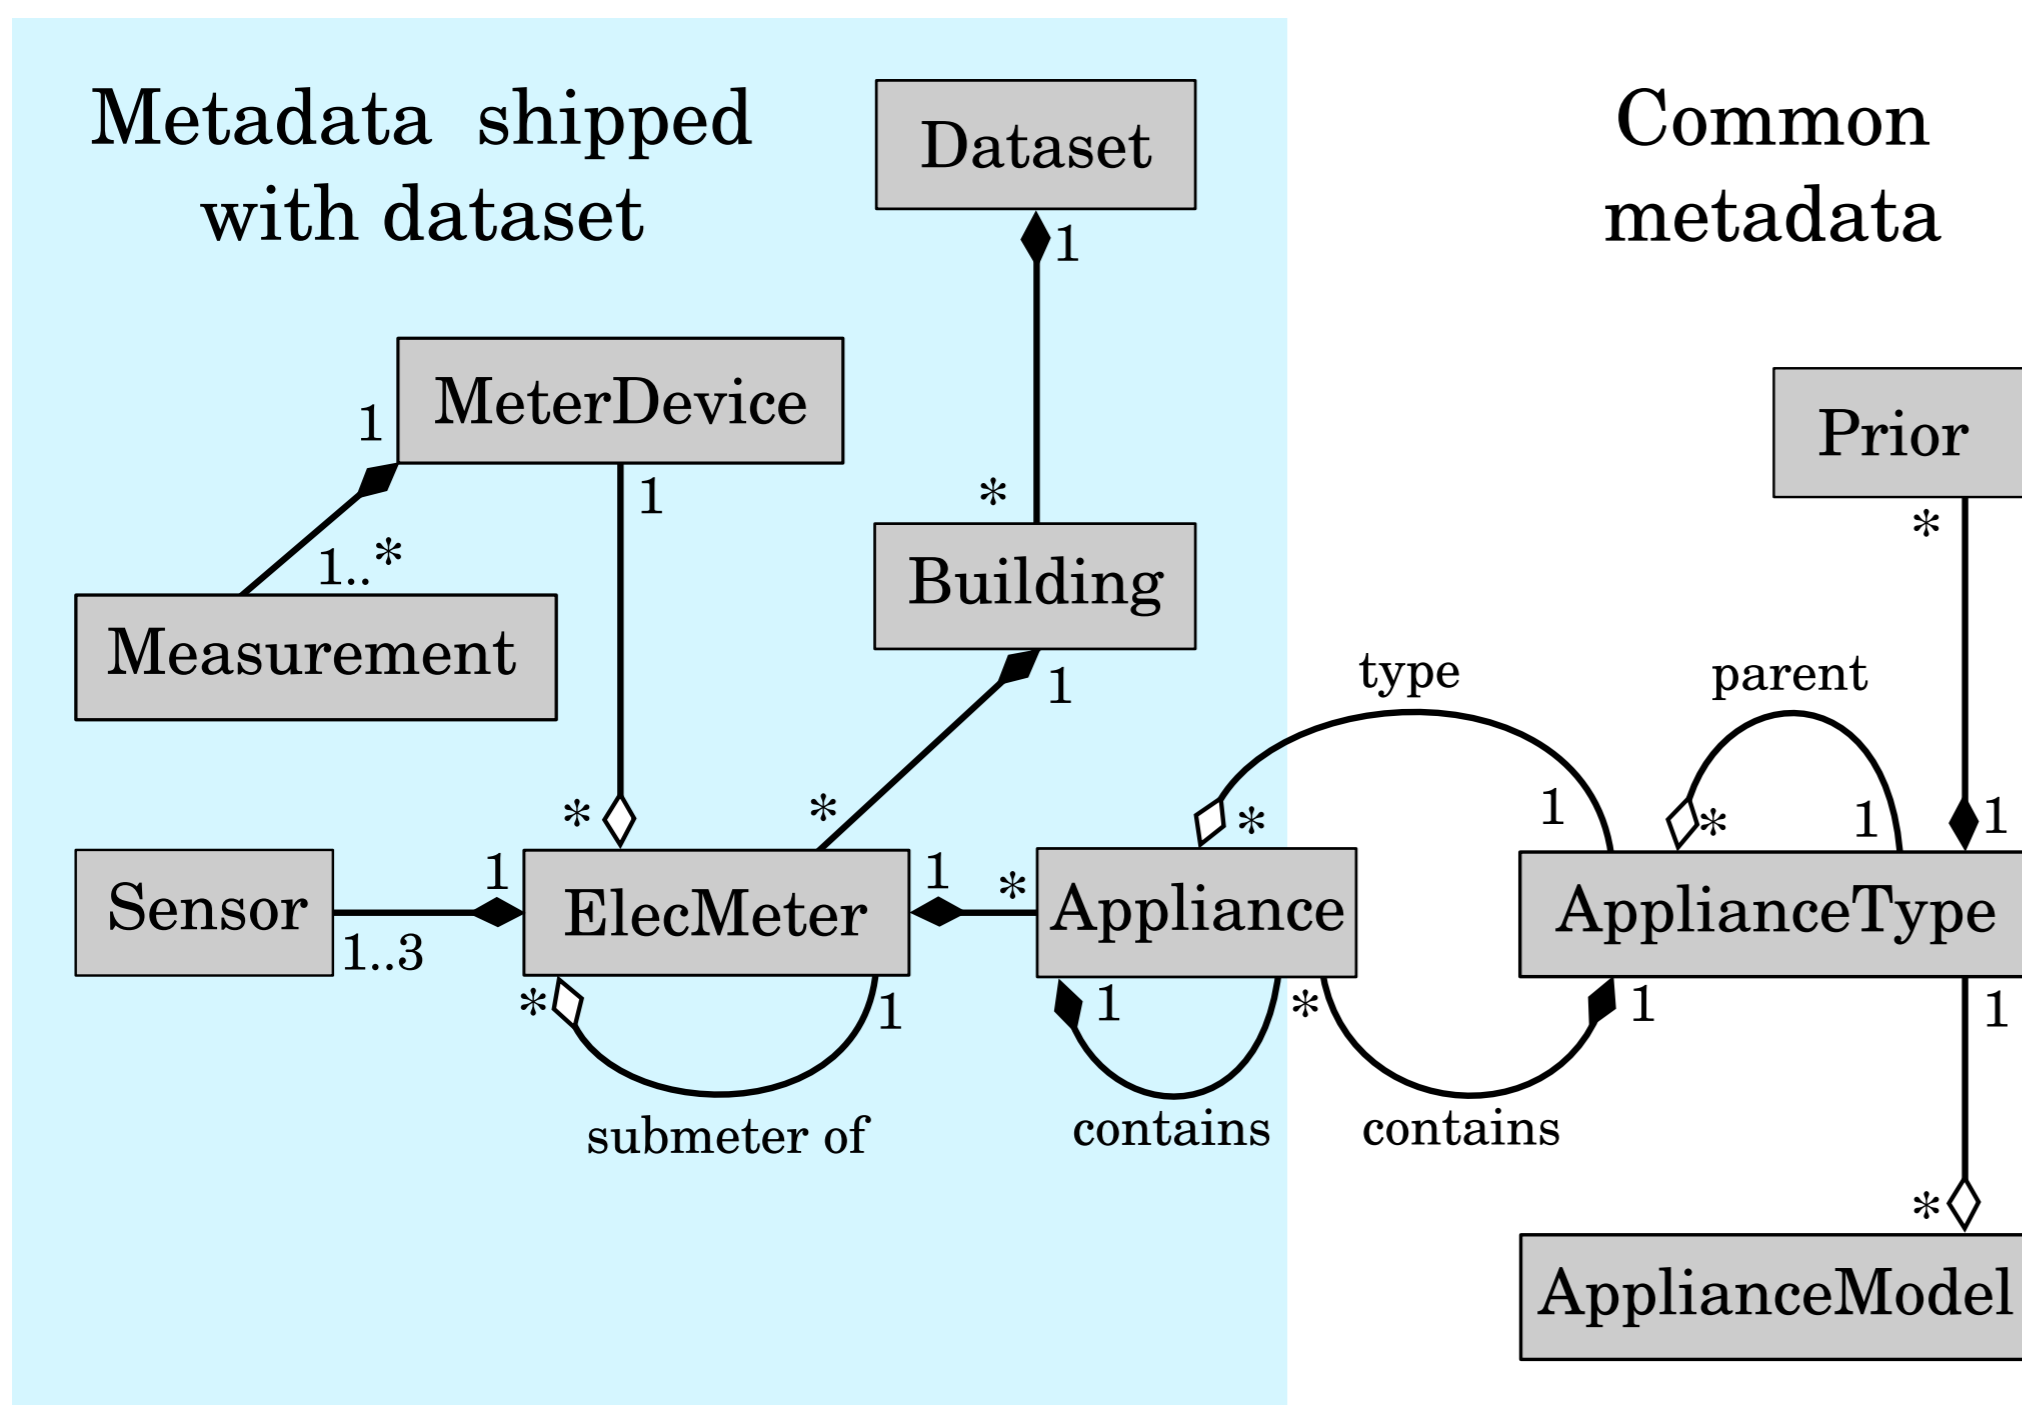 Metadata shipped
with dataset
Common
metadata
Dataset
1
*
MeterDevice
1
1
1..*
Prior
*
Measurement
Building
1
type
parent
*
*
*
1
*
1
1
Sensor
1
1..3
ElecMeter
1
*
Appliance
ApplianceType
*
1
1
*
1
1
submeter of
contains
contains
*
ApplianceModel